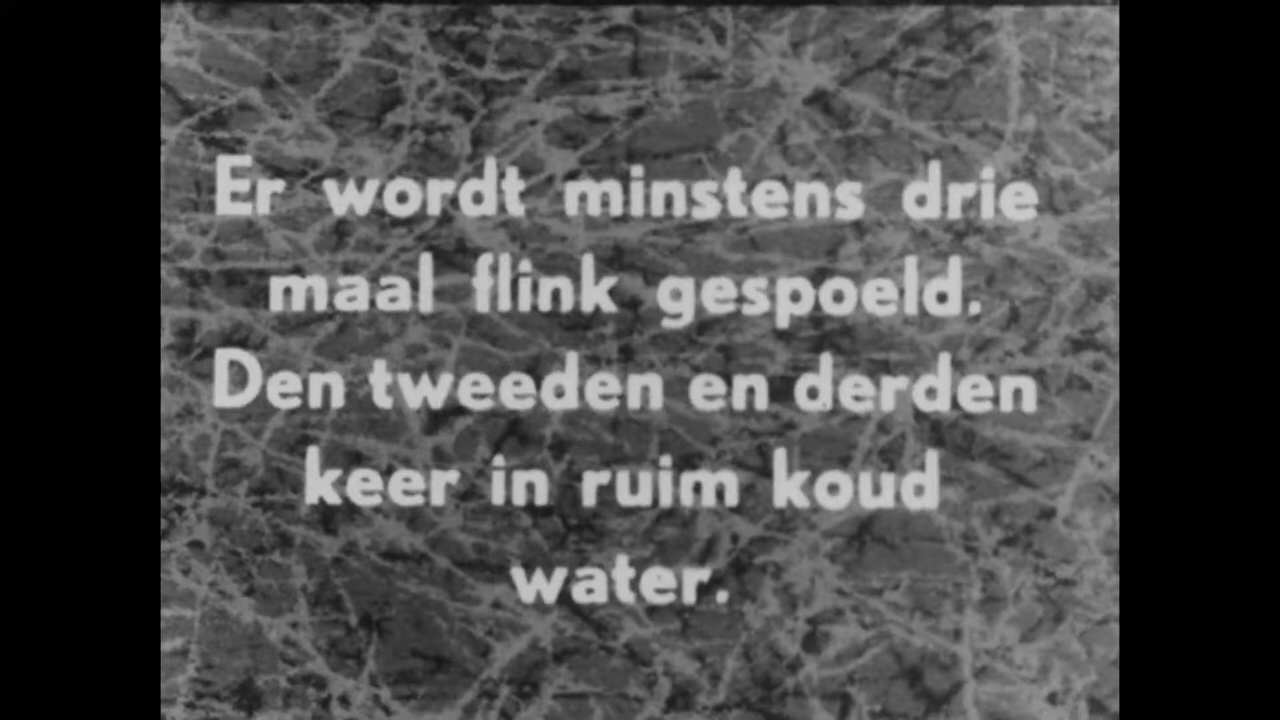 Er wordt minstens drie
maal flink gespoeld.
Den tweeden en derden
keer in ruim koud
water.